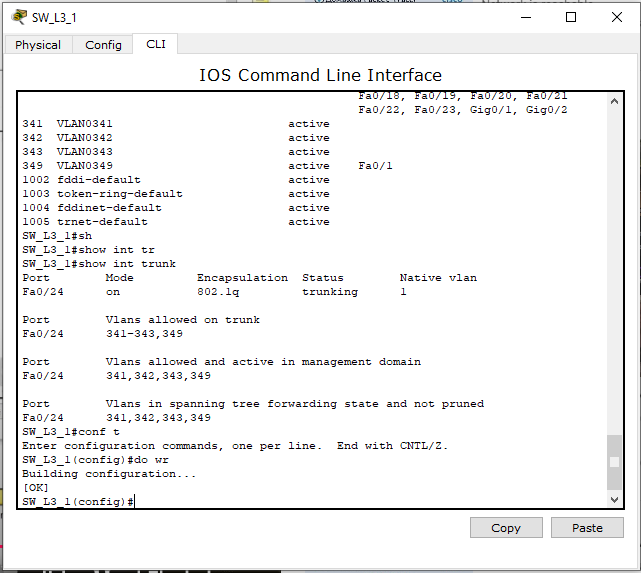 SW_L3_1
Physical Config CLI
IOS Command Line Interface
Fa0/18, Fa0/19, Fa0/20, Fa0/21
Fa0/22, Fa0/23, Gig0/1, Gig0/2
341 VLAN0341 active
342 VLAN0342 active
343 VLAN0343 active
349 VLAN0349 active Fa0/1
1002 fddi-default active
1003 token-ring-default active
1004 fddinet-default active
1005 trnet-default active
SW_L3_1#sh
SW_L3_1#show int tr
SW_L3_1#show int trunk
Port Mode Encapsulation Status Native vlan
Fa0/24 on 802.1q trunking 1
Port Vlans allowed on trunk
Fa0/24 341-343,349
Port Vlans allowed and active in management domain
Fa0/24 341,342,343,349
Port Vlans in spanning tree forwarding state and not pruned
Fa0/24 341,342,343,349
SW_L3_1#conf t
Enter configuration commands, one per line. End with CNTL/Z.
SW_L3_1(config)#do wr
Building configuration...
[OK]
SW_L3_1(config)#
Copy Paste